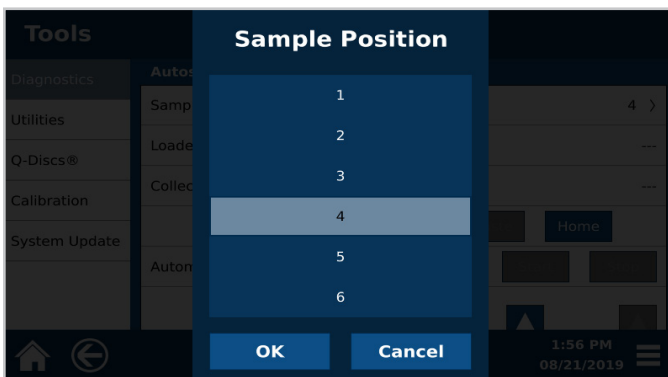 Tools
Sample Position
Diagnostics
Autos
1
Samp
4
Utilities
2
Loade
---
Q-Discs®
3
Collec
---
Calibration
4
Home
System Update
5
Autom
6
OK
Cancel
1:56 PM
08/21/2019